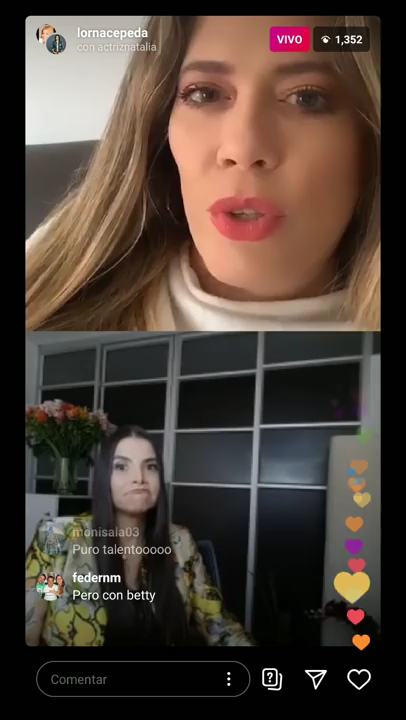 lornacepeda
con actriznatalia
VIVO
1,352
monisala03
Puro talentooooo
federnm
Pero con betty
Comentar